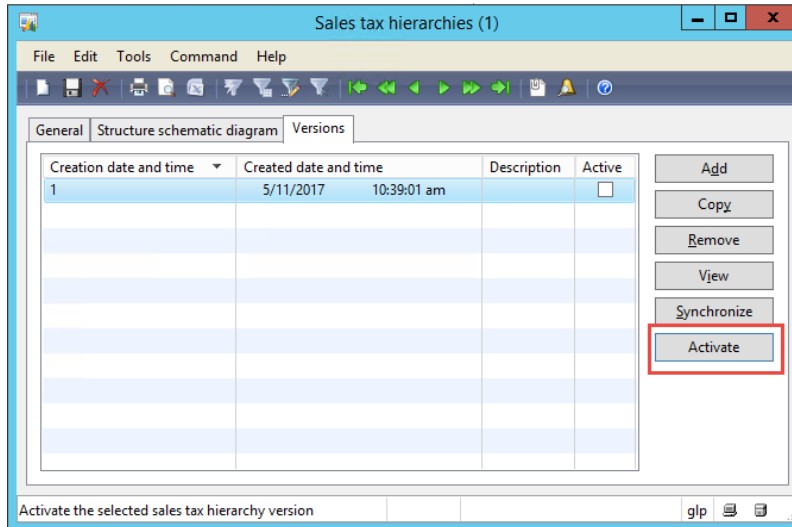 Sales tax hierarchies (1)
File Edit Tools Command Help
General Structure schematic diagram Versions
Creation date and time Created date and time Description Active
1 5/11/2017 10:39:01 am
Add
Copy
Remove
View
Synchronize
Activate
Activate the selected sales tax hierarchy version glp